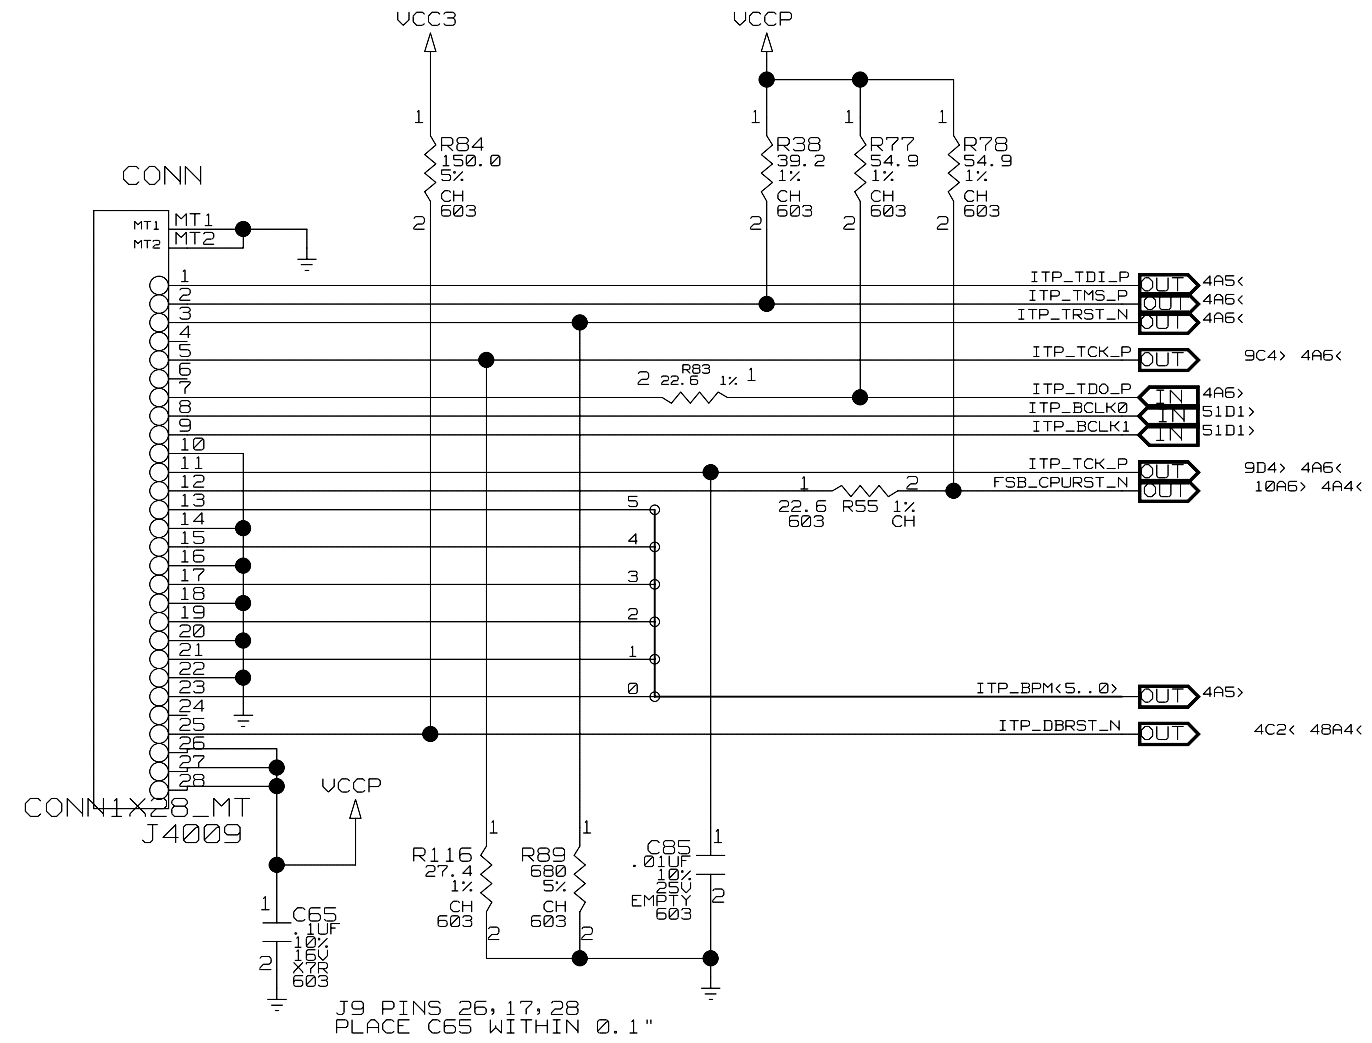 VCC3 VCCP
1 1 1 1
R84 R38 R77 R78
150.0 39.2 54.9 54.9
5% 1% 1% 1%
CH CH CH CH
603 603 603 603
2 2 2 2
CONN
MT1 MT1
MT2 MT2
1 ITP_TDI_P OUT 4A5<
2 ITP_TMS_P OUT 4A6<
3 ITP_TRST_N OUT 4A6<
4
5 ITP_TCK_P OUT 9C4> 4A6<
6 R83
2 22.6 1% 1
7 ITP_TDO_P IN 4A6>
8 ITP_BCLK0 IN 51D1>
9 ITP_BCLK1 IN 51D1>
10
11 ITP_TCK_P OUT 9D4> 4A6<
12 1 2 FSB_CPURST_N OUT 10A6> 4A4<
22.6 R55 1%
603 CH
13 5
14
15 4
16
17 3
18
19 2
20
21 1
22
23 0 ITP_BPM<5..0> OUT 4A5>
24
25 ITP_DBRST_N OUT 4C2< 48A4<
26
27
28 VCCP
CONN1X28_MT
J4009
1 1 1
R116 R89 C85
27.4 680 .01UF
1% 5% 10%
25V
CH CH EMPTY
603 603 603
2 2 2
1 C65
.1UF
10%
16V
2 X7R
603
J9 PINS 26,17,28
PLACE C65 WITHIN 0.1"